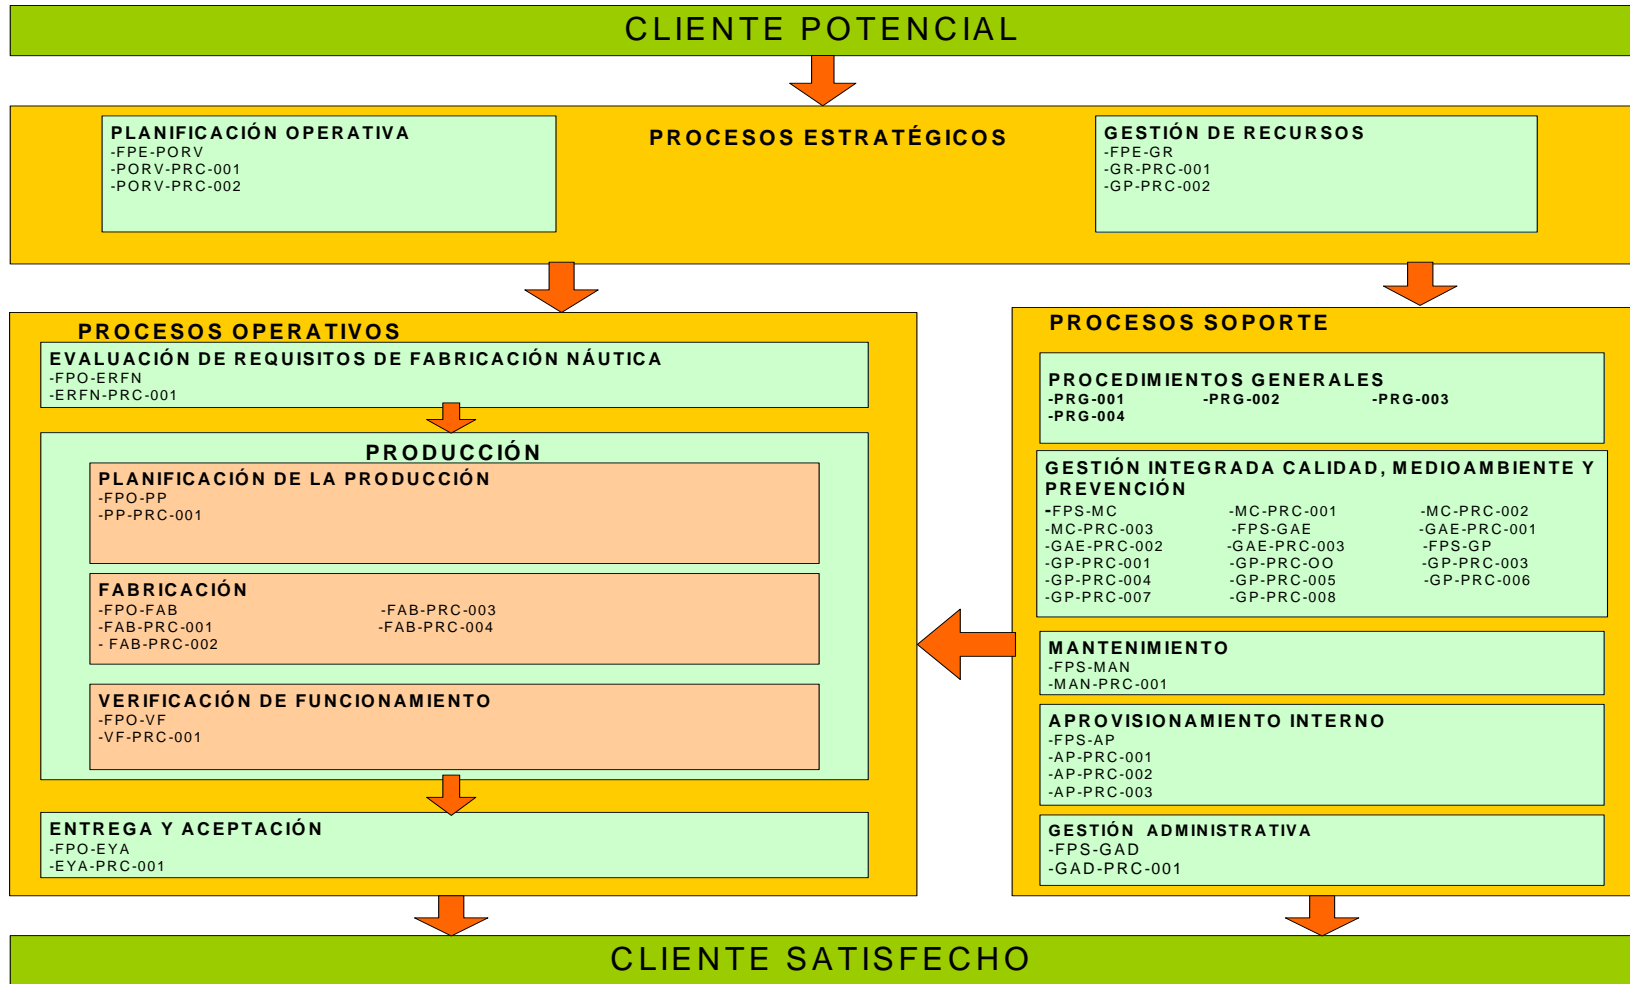 CLIENTE POTENCIAL
PROCESOS ESTRATÉGICOS
PLANIFICACIÓN OPERATIVA
-FPE-PORV
-PORV-PRC-001
-PORV-PRC-002
GESTIÓN DE RECURSOS
-FPE-GR
-GR-PRC-001
-GP-PRC-002
PROCESOS OPERATIVOS
EVALUACIÓN DE REQUISITOS DE FABRICACIÓN NÁUTICA
-FPO-ERFN
-ERFN-PRC-001
PRODUCCIÓN
PLANIFICACIÓN DE LA PRODUCCIÓN
-FPO-PP
-PP-PRC-001
FABRICACIÓN
-FPO-FAB -FAB-PRC-003
-FAB-PRC-001 -FAB-PRC-004
- FAB-PRC-002
VERIFICACIÓN DE FUNCIONAMIENTO
-FPO-VF
-VF-PRC-001
ENTREGA Y ACEPTACIÓN
-FPO-EYA
-EYA-PRC-001
PROCESOS SOPORTE
PROCEDIMIENTOS GENERALES
-PRG-001 -PRG-002 -PRG-003
-PRG-004
GESTIÓN INTEGRADA CALIDAD, MEDIOAMBIENTE Y
PREVENCIÓN
-FPS-MC -MC-PRC-001 -MC-PRC-002
-MC-PRC-003 -FPS-GAE -GAE-PRC-001
-GAE-PRC-002 -GAE-PRC-003 -FPS-GP
-GP-PRC-001 -GP-PRC-OO -GP-PRC-003
-GP-PRC-004 -GP-PRC-005 -GP-PRC-006
-GP-PRC-007 -GP-PRC-008
MANTENIMIENTO
-FPS-MAN
-MAN-PRC-001
APROVISIONAMIENTO INTERNO
-FPS-AP
-AP-PRC-001
-AP-PRC-002
-AP-PRC-003
GESTIÓN ADMINISTRATIVA
-FPS-GAD
-GAD-PRC-001
CLIENTE SATISFECHO